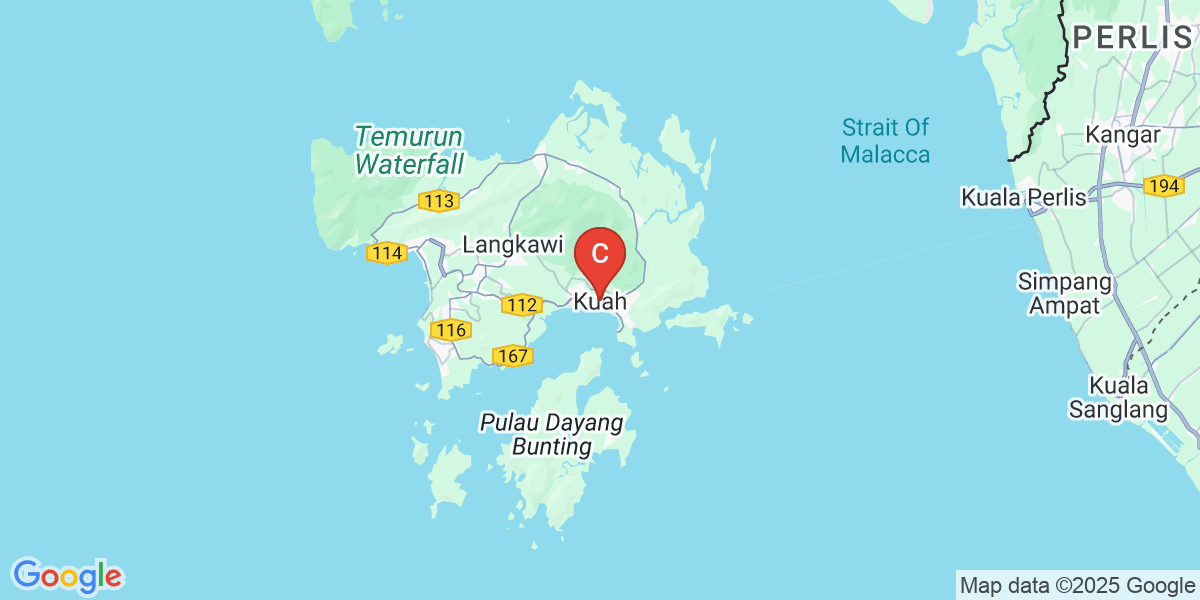 PERLIS
Temurun
Waterfall
Strait Of
Malacca
Kangar
194
Kuala Perlis
113
114
Langkawi
C
Kuah
112
116
167
Simpang
Ampat
Kuala
Sanglang
Pulau Dayang
Bunting
Google
Map data ©2025 Google